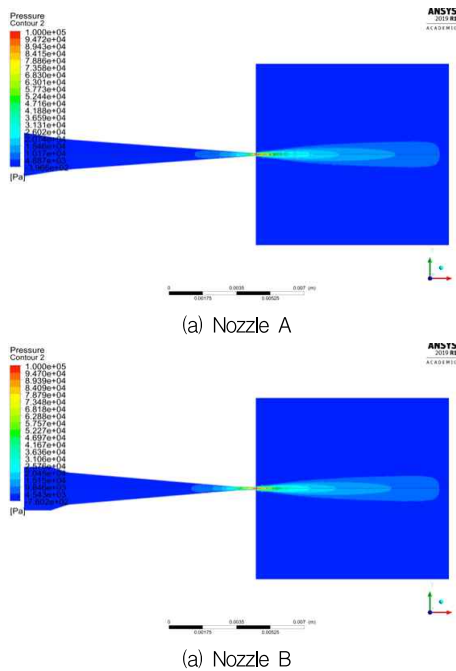 Pressure
Contour 2
ANSYS
2019 R1
ACADEMIC
1.000e+05
9.472e+04
8.943e+04
8.415e+04
7.886e+04
7.358e+04
6.830e+04
6.301e+04
5.773e+04
5.244e+04
4.716e+04
4.188e+04
3.659e+04
3.131e+04
2.602e+04
[Pa]
0
0.0035
0.007
(m)
0.00175
0.00525
(a) Nozzle A
Pressure
Contour 2
ANSYS
2019 R1
ACADEMIC
1.000e+05
9.470e+04
8.939e+04
8.409e+04
7.879e+04
7.348e+04
6.818e+04
6.288e+04
5.757e+04
5.227e+04
4.697e+04
4.167e+04
3.636e+04
3.106e+04
2.576e+04
[Pa]
0
0.0035
0.007
(m)
0.00175
0.00525
(a) Nozzle B